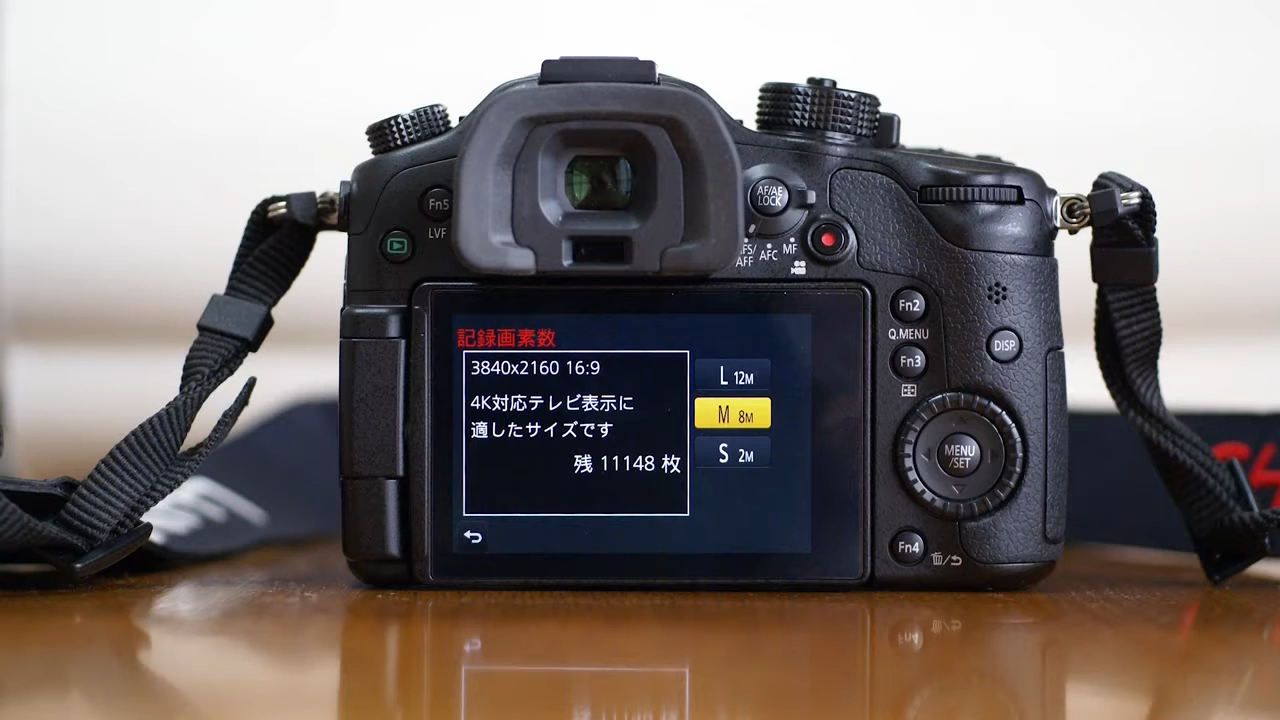 Fn5
LVF
AF/AE
LOCK
AFF
AFC
MF
Fn2
Q.MENU
Fn3
DISP.
MENU
/SET
Fn4
記録画素数
3840x2160 16:9
4K対応テレビ表示に
適したサイズです
残 11148 枚
L 12M
M 8M
S 2M